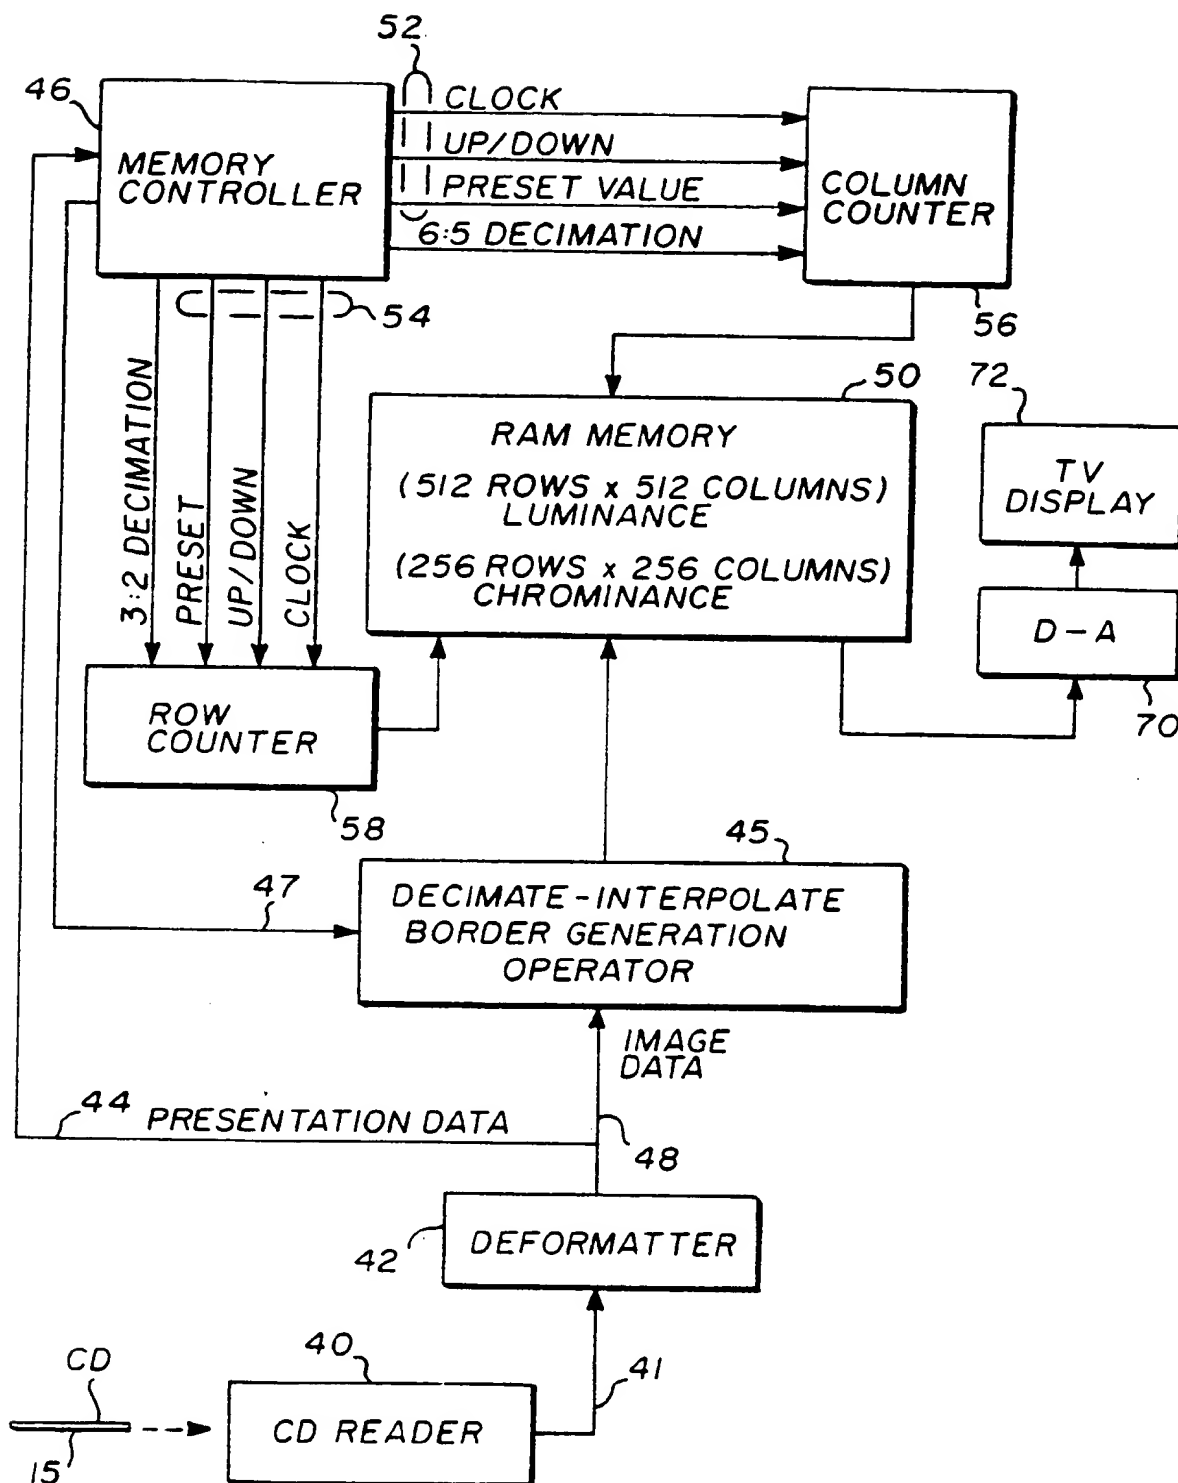 52
46
CLOCK
UP/DOWN
PRESET VALUE
6:5 DECIMATION
MEMORY
CONTROLLER
COLUMN
COUNTER
54
56
3:2 DECIMATION
PRESET
UP/DOWN
CLOCK
50
72
RAM MEMORY
(512 ROWS x 512 COLUMNS)
LUMINANCE
(256 ROWS x 256 COLUMNS)
CHROMINANCE
TV
DISPLAY
D-A
70
ROW
COUNTER
58
45
47
DECIMATE-INTERPOLATE
BORDER GENERATION
OPERATOR
IMAGE
DATA
44
PRESENTATION DATA
48
42
DEFORMATTER
40
41
CD
15
CD READER